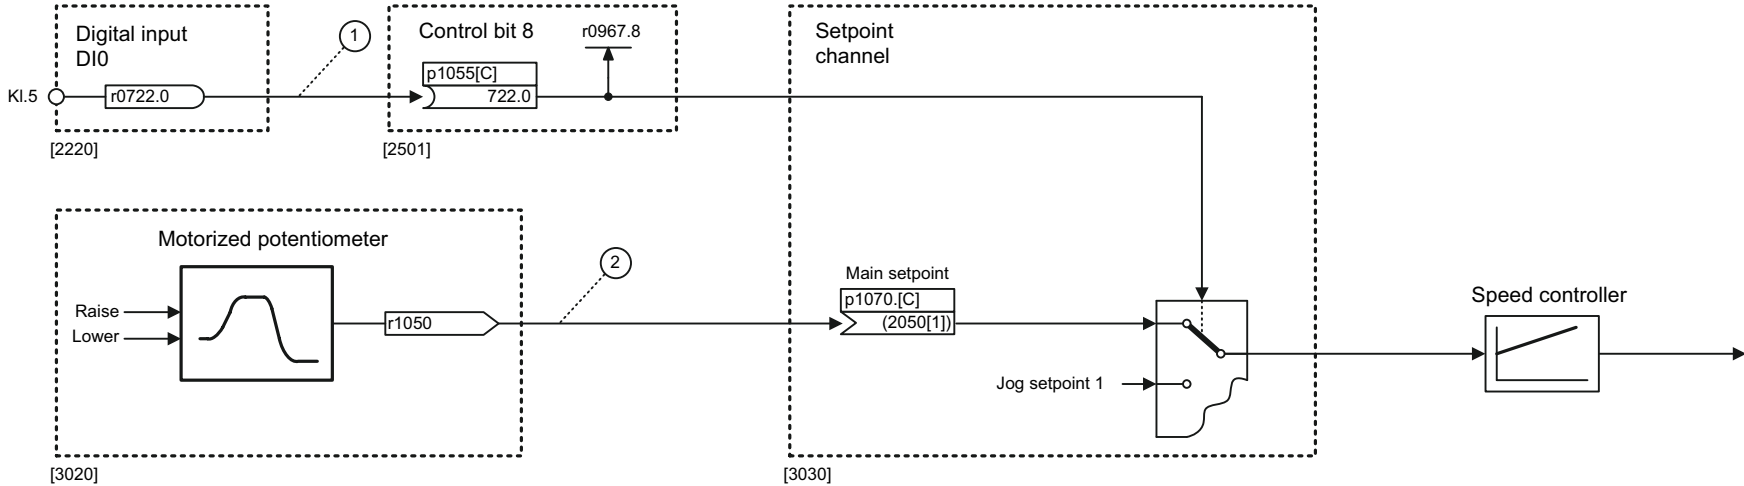 Digital input
DI0
Kl.5
r0722.0
[2220]
1
Control bit 8
r0967.8
p1055[C]
722.0
[2501]
Setpoint
channel
Motorized potentiometer
Raise
Lower
r1050
[3020]
2
Main setpoint
p1070.[C]
(2050[1])
Jog setpoint 1
[3030]
Speed controller